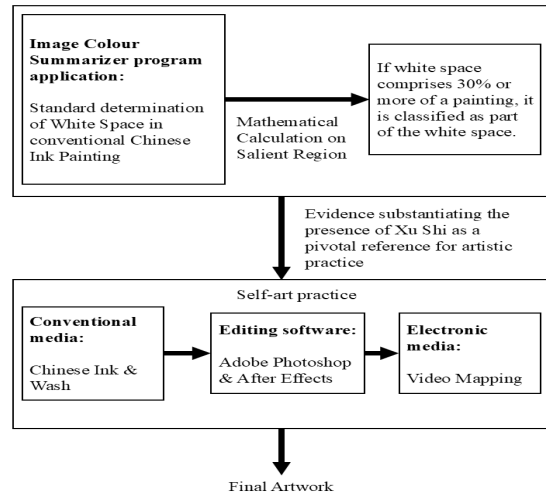 Image Colour
Summarizer program
application:
Standard determination
of White Space in
conventional Chinese
Ink Painting
Mathematical
Calculation on
Salient Region
If white space
comprises 30% or
more of a painting, it
is classified as part
of the white space.
Evidence substantiating the
presence of Xu Shi as a
pivotal reference for artistic
practice
Self-art practice
Conventional
media:
Chinese Ink &
Wash
Editing software:
Adobe Photoshop
& After Effects
Electronic
media:
Video Mapping
Final Artwork